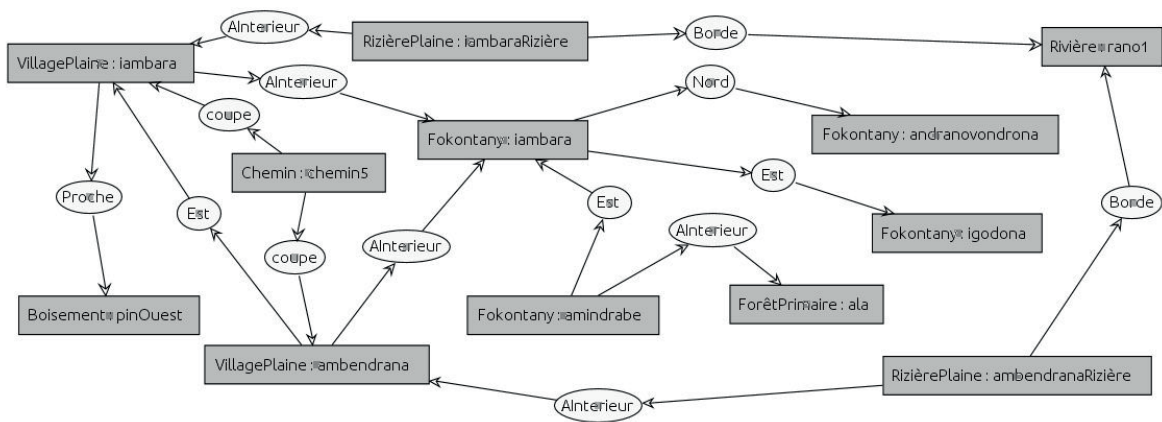 AInterieur
RizièrePlaine : iambaraRizière
Borde
Rivière : rano1
VillagePlaine : iambara
AInterieur
Nord
coupe
Fokontany : iambara
Fokontany : andranovondrona
Chemin : chemin5
Est
Proche
Est
Est
Borde
AInterieur
AInterieur
Fokontany : igodona
coupe
Boisement : pinOuest
Fokontany : amindrabe
ForêtPrimaire : ala
VillagePlaine : ambendrana
RizièrePlaine : ambendranaRizière
AInterieur